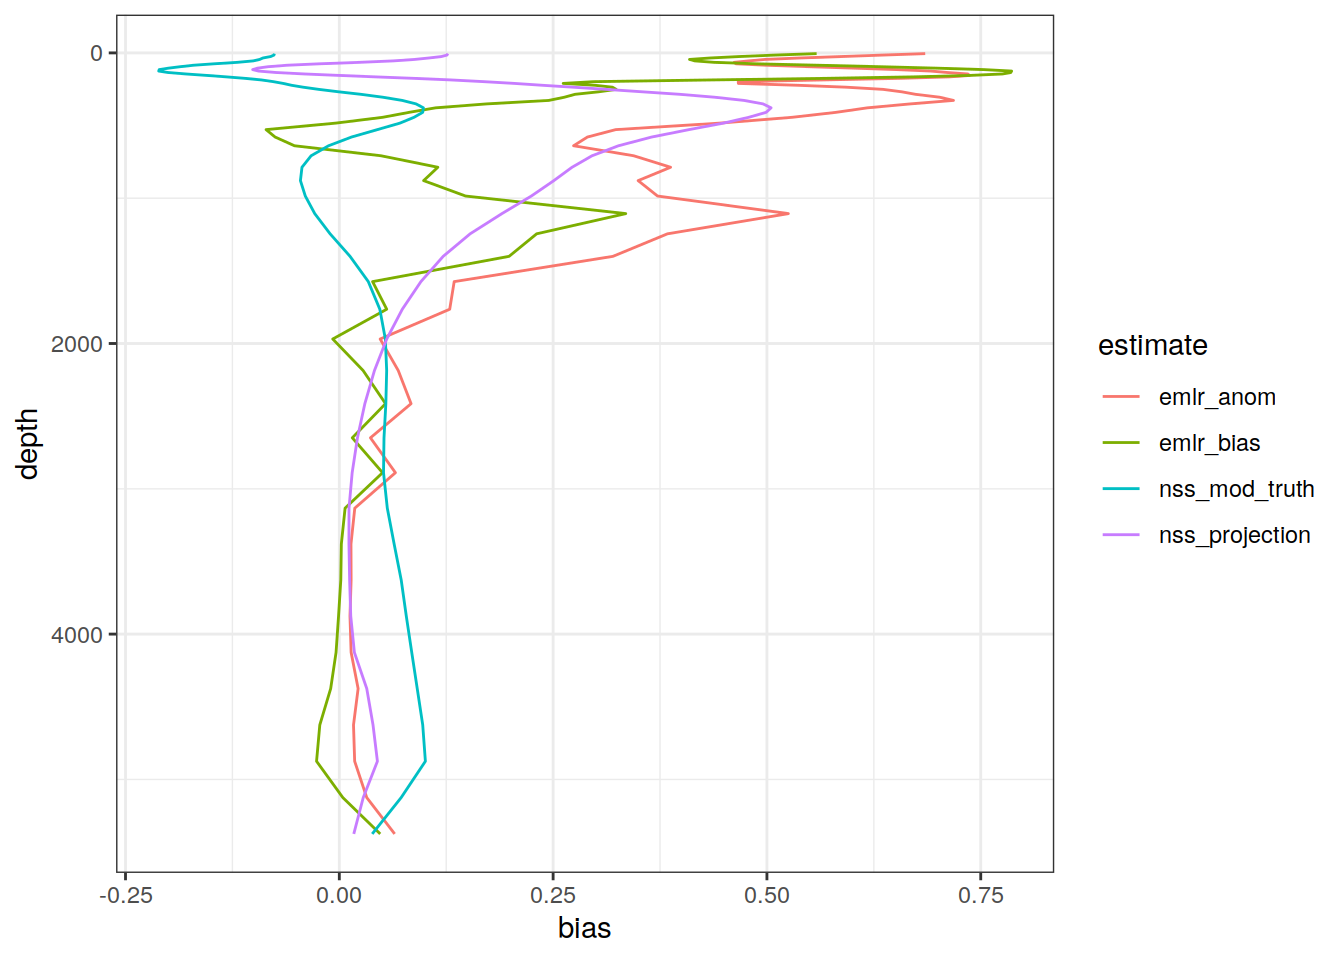 0
2000
4000
depth
-0.25
0.00
0.25
0.50
0.75
bias
estimate
emlr_anom
emlr_bias
nss_mod_truth
nss_projection